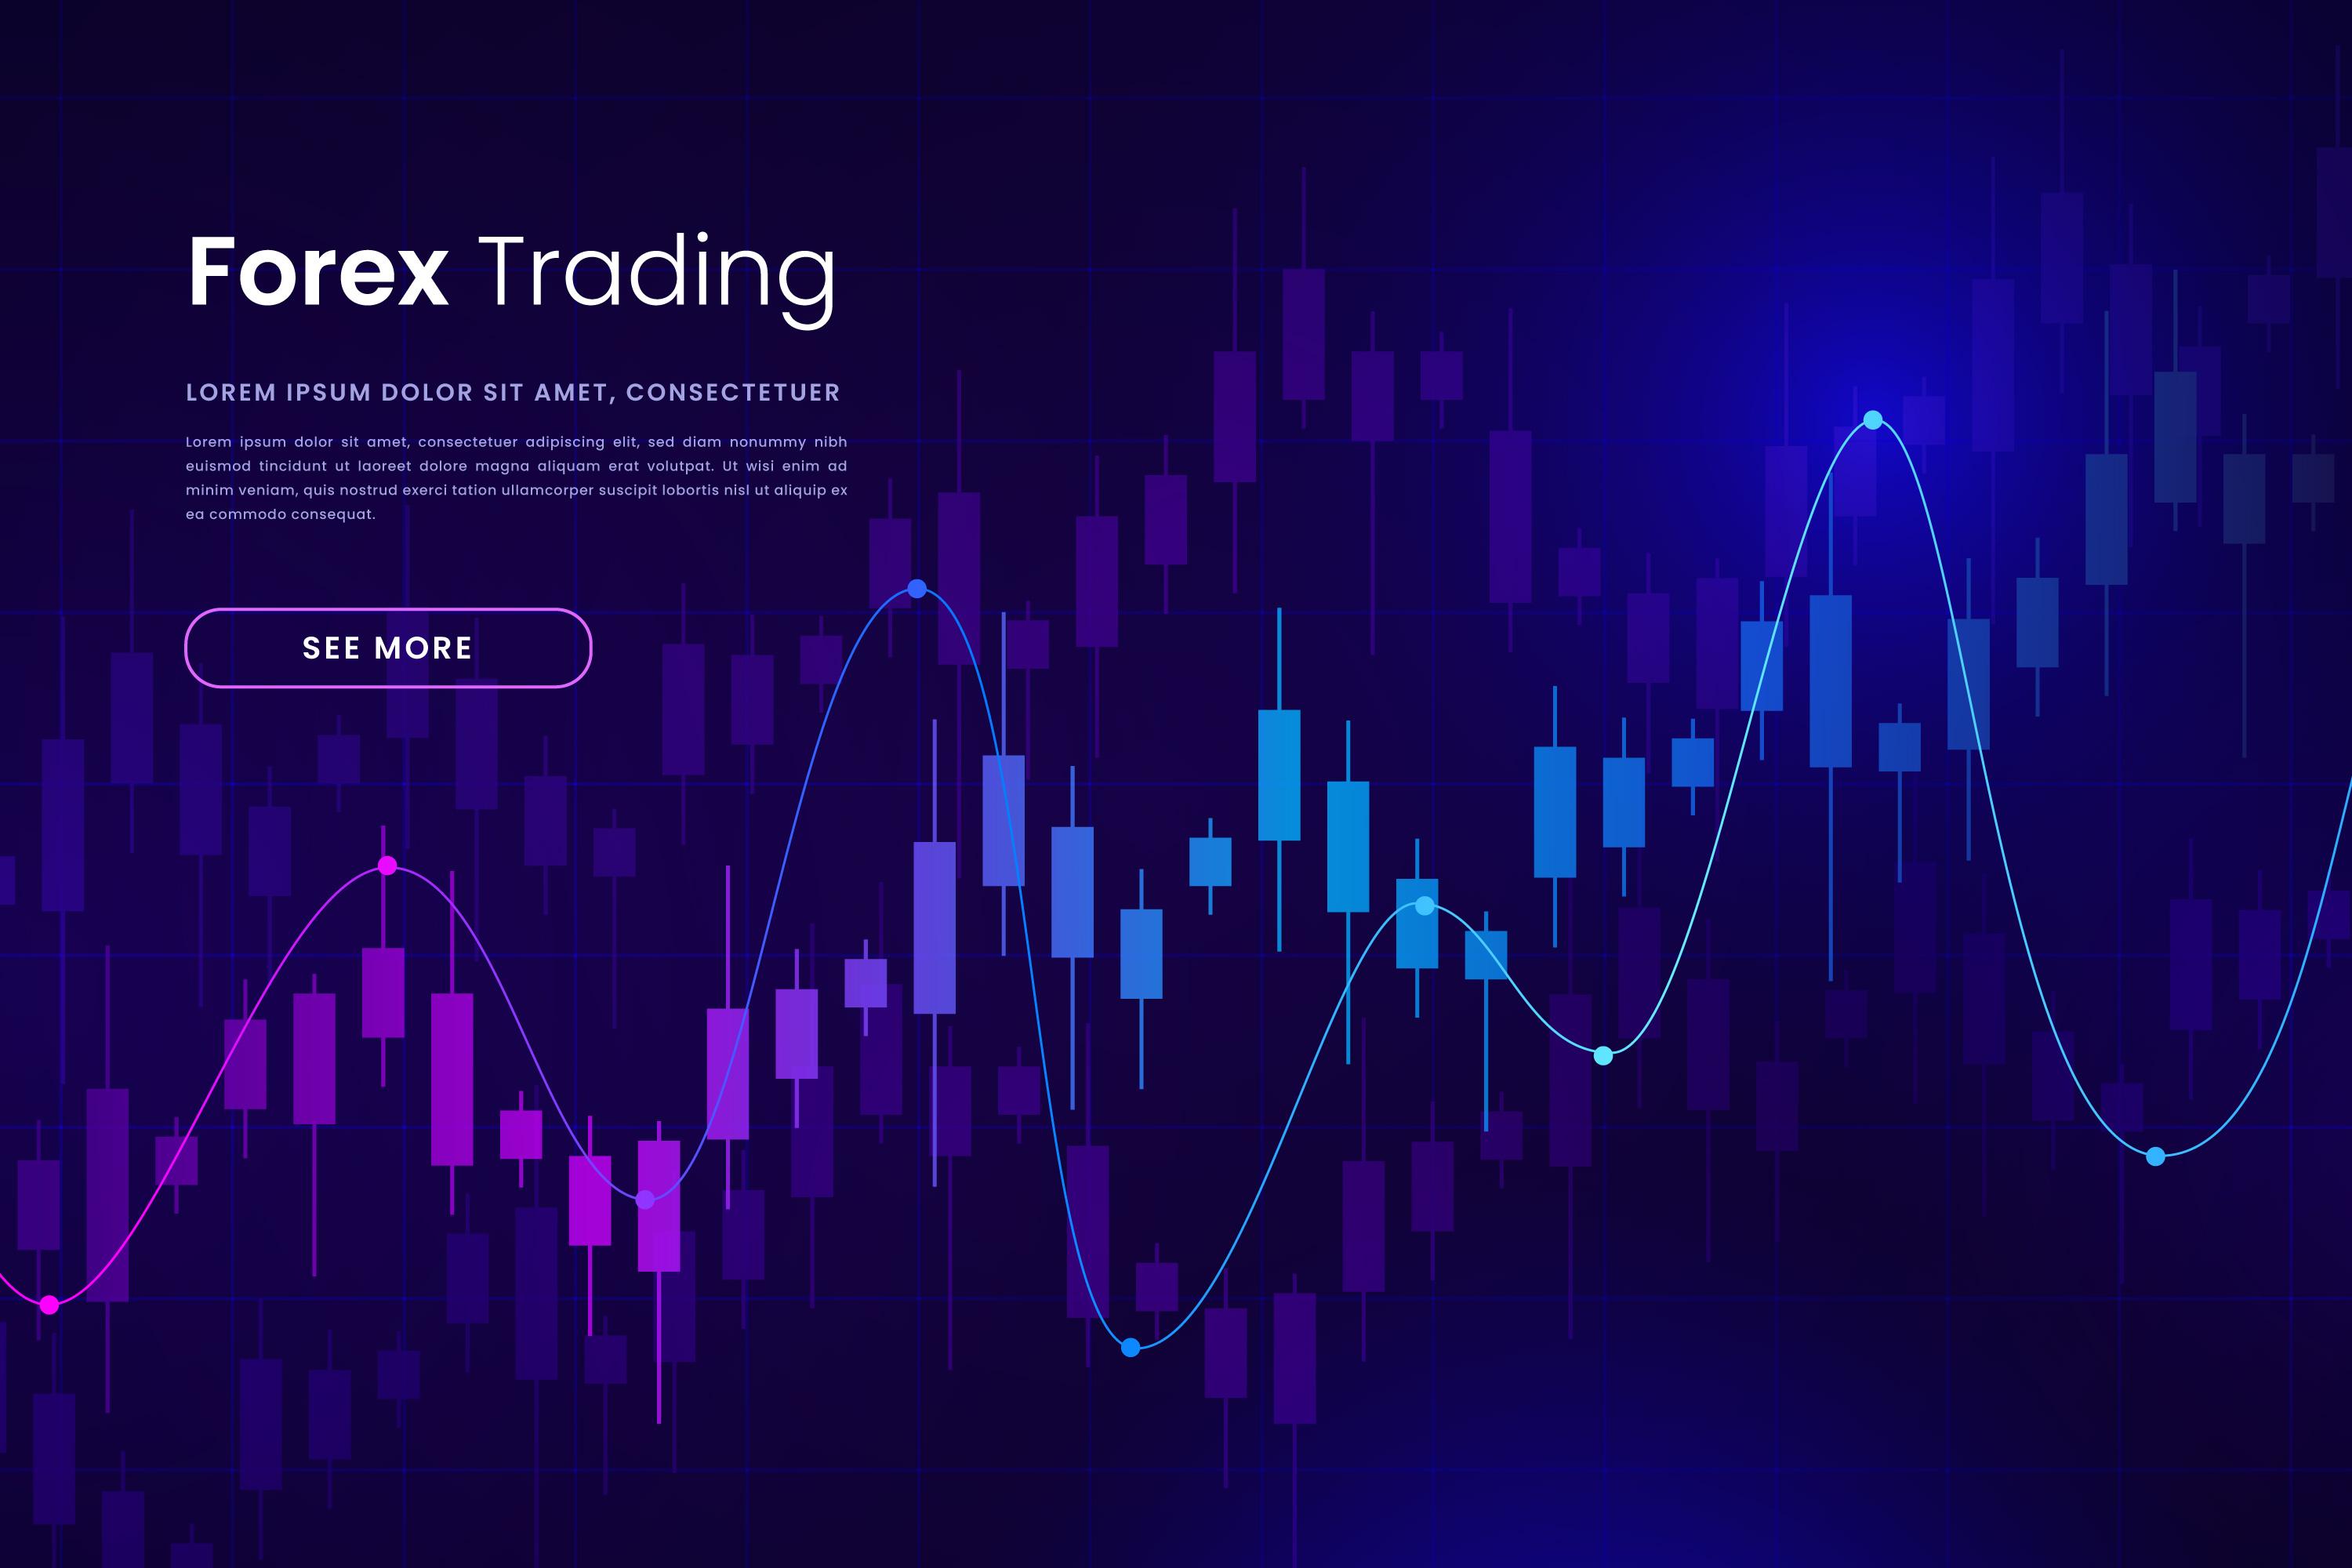 Forex Trading
LOREM IPSUM DOLOR SIT AMET, CONSECTETUER
Lorem ipsum dolor sit amet, consectetuer adipiscing elit, sed diam nonummy nibh
euismod tincidunt ut laoreet dolore magna aliquam erat volutpat. Ut wisi enim ad
minim veniam, quis nostrud exerci tation ullamcorper suscipit lobortis nisl ut aliquip ex
ea commodo consequat.
SEE MORE